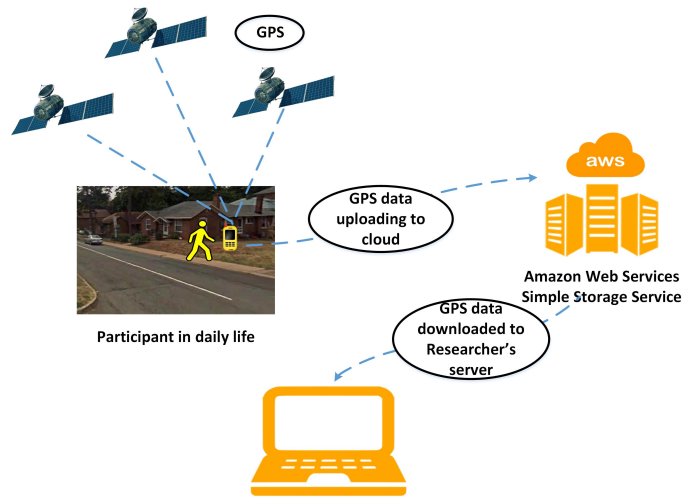 GPS
GPS data
uploading to
cloud
aws
Amazon Web Services
Simple Storage Service
Participant in daily life
GPS data
downloaded to
Researcher's
server